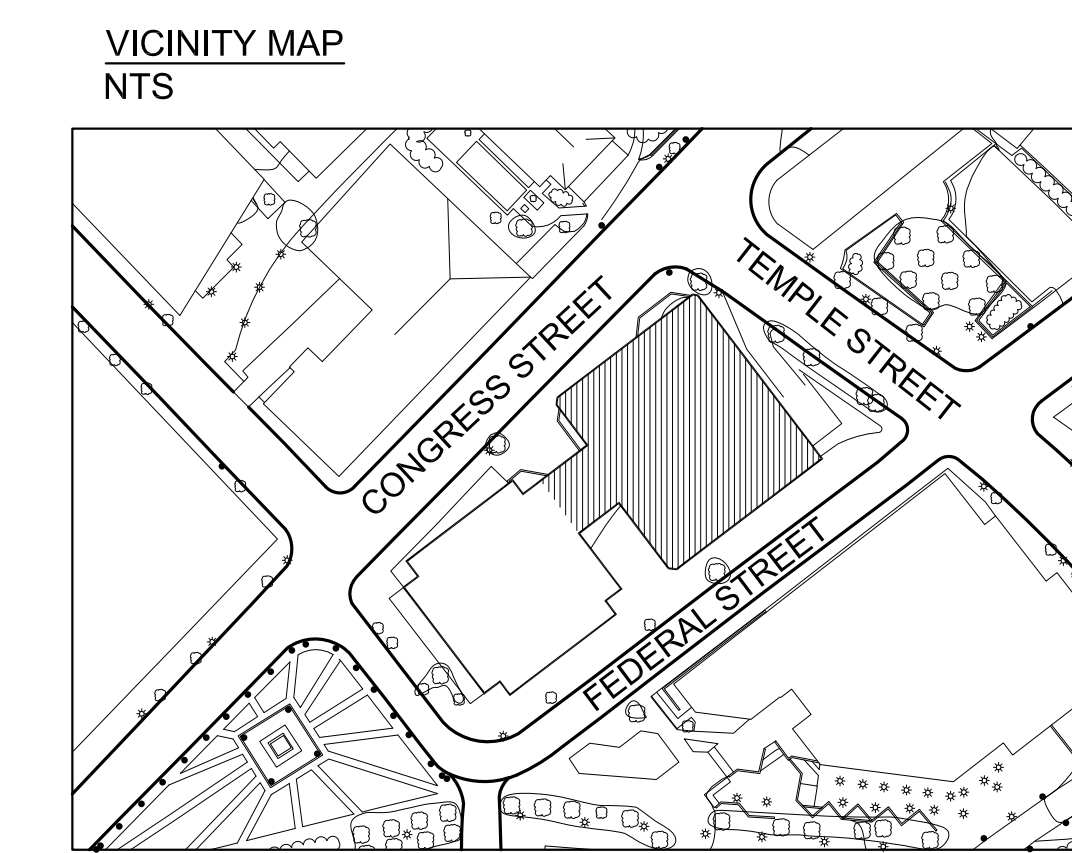 VICINITY MAP
NTS
TEMPLE STREET
CONGRESS STREET
FEDERAL STREET